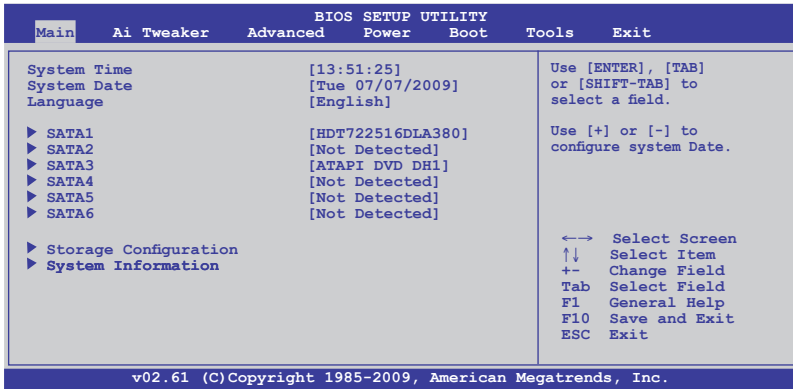 BIOS SETUP UTILITY
Main Ai Tweaker Advanced Power Boot Tools Exit
System Time [13:51:25]
System Date [Tue 07/07/2009]
Language [English]
SATA1 [HDT722516DLA380]
SATA2 [Not Detected]
SATA3 [ATAPI DVD DH1]
SATA4 [Not Detected]
SATA5 [Not Detected]
SATA6 [Not Detected]
Storage Configuration
System Information
Use [ENTER], [TAB]
or [SHIFT-TAB] to
select a field.
Use [+] or [-] to
configure system Date.
←→ Select Screen
↑↓ Select Item
+- Change Field
Tab Select Field
F1 General Help
F10 Save and Exit
ESC Exit
v02.61 (C)Copyright 1985-2009, American Megatrends, Inc.